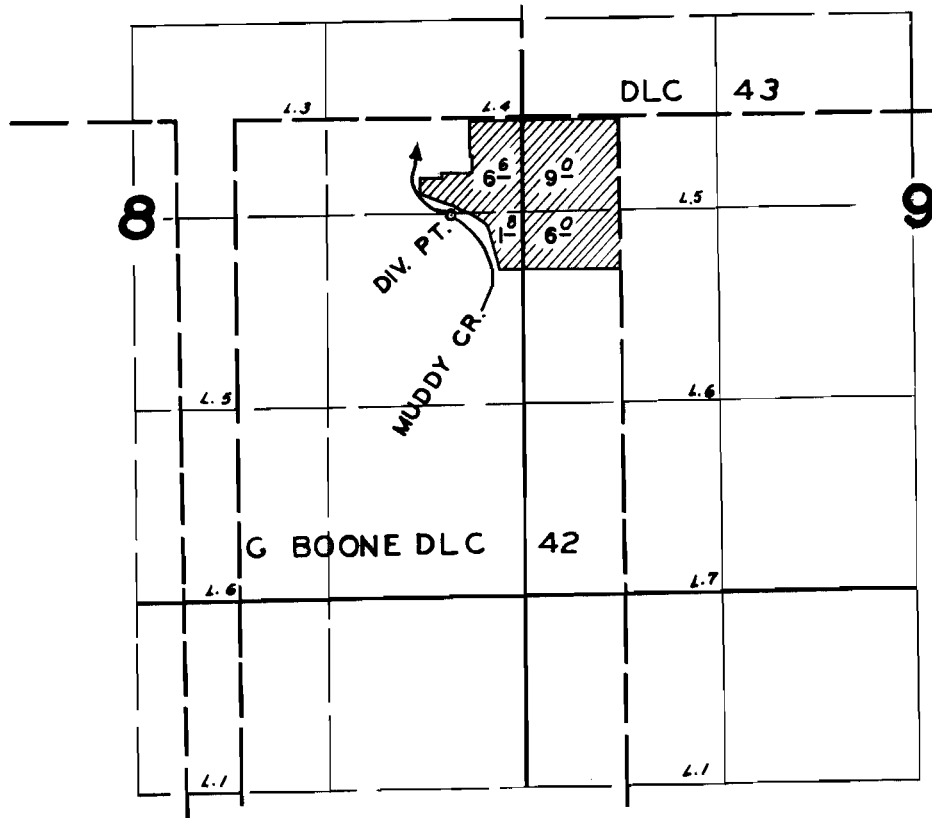 DLC 43
L.3
L.4
6 6
9 0
8
L.5
9
1 8
6 0
DIV. PT.
MUDDY CR.
L.5
L.6
G BOONE DLC 42
L.6
L.7
L.1
L.1